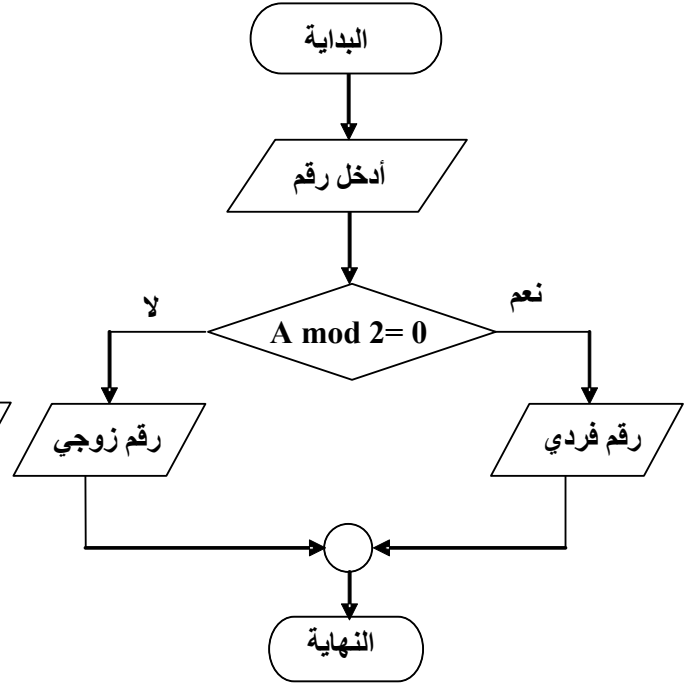 البداية
أدخل رقم
نعم
A mod 2= 0
لا
رقم فردي
رقم زوجي
النهاية